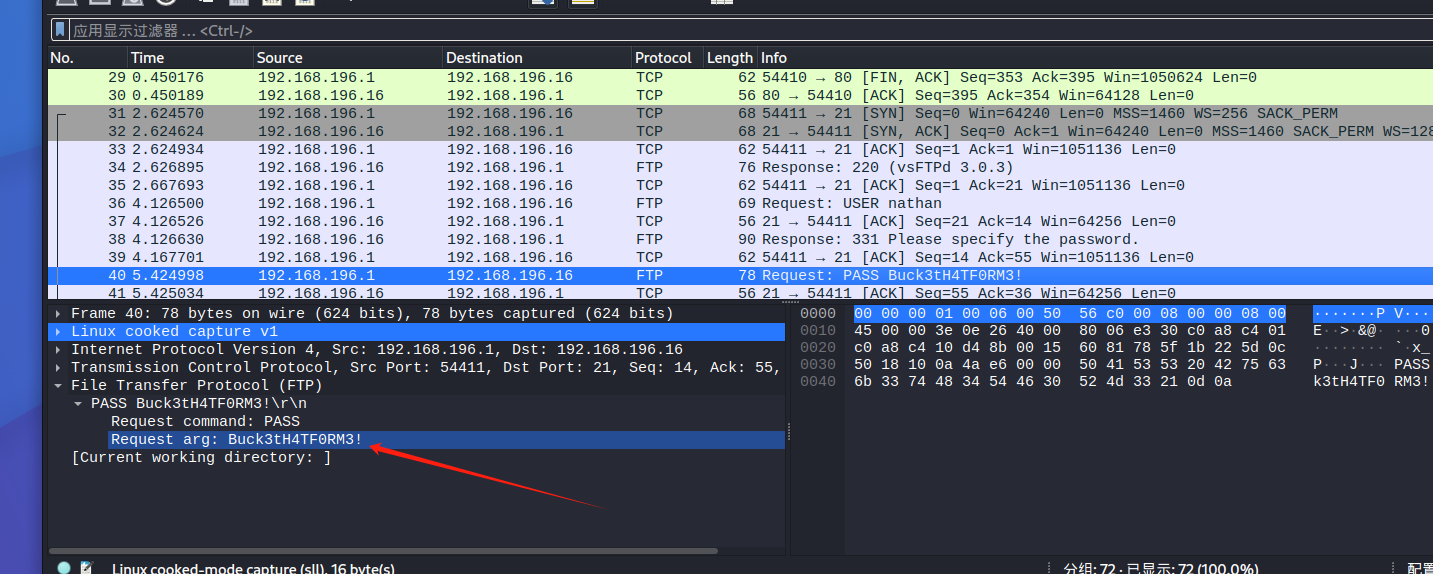 应用显示过滤器 … <Ctrl-/>
No. Time Source Destination Protocol Length Info
29 0.450176 192.168.196.1 192.168.196.16 TCP 62 54410 → 80 [FIN, ACK] Seq=353 Ack=395 Win=1050624 Len=0
30 0.450189 192.168.196.16 192.168.196.1 TCP 56 80 → 54410 [ACK] Seq=395 Ack=354 Win=64128 Len=0
31 2.624570 192.168.196.1 192.168.196.16 TCP 68 54411 → 21 [SYN] Seq=0 Win=64240 Len=0 MSS=1460 WS=256 SACK_PERM
32 2.624624 192.168.196.16 192.168.196.1 TCP 68 21 → 54411 [SYN, ACK] Seq=0 Ack=1 Win=64240 Len=0 MSS=1460 SACK_PERM WS=128
33 2.624934 192.168.196.1 192.168.196.16 TCP 62 54411 → 21 [ACK] Seq=1 Ack=1 Win=1051136 Len=0
34 2.626895 192.168.196.16 192.168.196.1 FTP 76 Response: 220 (vsFTPd 3.0.3)
35 2.667693 192.168.196.1 192.168.196.16 TCP 62 54411 → 21 [ACK] Seq=1 Ack=21 Win=1051136 Len=0
36 4.126500 192.168.196.1 192.168.196.16 FTP 69 Request: USER nathan
37 4.126526 192.168.196.16 192.168.196.1 TCP 56 21 → 54411 [ACK] Seq=21 Ack=14 Win=64256 Len=0
38 4.126630 192.168.196.16 192.168.196.1 FTP 90 Response: 331 Please specify the password.
39 4.167701 192.168.196.1 192.168.196.16 TCP 62 54411 → 21 [ACK] Seq=14 Ack=55 Win=1051136 Len=0
40 5.424998 192.168.196.1 192.168.196.16 FTP 78 Request: PASS Buck3tH4TF0RM3!
41 5.425034 192.168.196.16 192.168.196.1 TCP 56 21 → 54411 [ACK] Seq=55 Ack=36 Win=64256 Len=0
Frame 40: 78 bytes on wire (624 bits), 78 bytes captured (624 bits)
Linux cooked capture v1
Internet Protocol Version 4, Src: 192.168.196.1, Dst: 192.168.196.16
Transmission Control Protocol, Src Port: 54411, Dst Port: 21, Seq: 14, Ack: 55,
File Transfer Protocol (FTP)
PASS Buck3tH4TF0RM3!\r\n
Request command: PASS
Request arg: Buck3tH4TF0RM3!
[Current working directory: ]
0000 00 00 00 01 00 06 00 50 56 c0 00 08 00 00 08 00 ·······P V·······
0010 45 00 00 3e 0e 26 40 00 80 06 e3 30 c0 a8 c4 01 E··>·&@· ···0
0020 c0 a8 c4 10 d4 8b 00 15 60 81 78 5f 1b 22 5d 0c ········ `·x_
0030 50 18 10 0a 4a e6 00 00 50 41 53 53 20 42 75 63 P···J··· PASS
0040 6b 33 74 48 34 54 46 30 52 4d 33 21 0d 0a k3tH4TF0 RM3!
Linux cooked-mode capture (sll), 16 byte(s)
分组: 72 · 已显示: 72 (100.0%)
配置